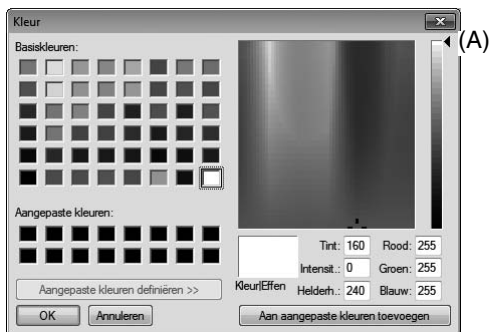 Kleur
(A)
Basiskleuren:
Aangepaste kleuren:
Aangepaste kleuren definiëren >>
OK Annuleren
Kleur|Effen
Tint: 160 Rood: 255
Intensit.: 0 Groen: 255
Helderh.: 240 Blauw: 255
Aan aangepaste kleuren toevoegen